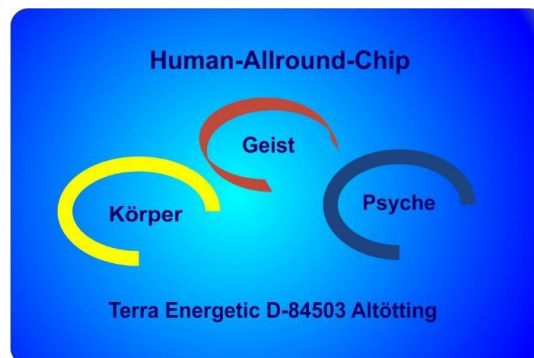 Human-Allround-Chip
Geist
Körper
Psyche
Terra Energetic D-84503 Altötting